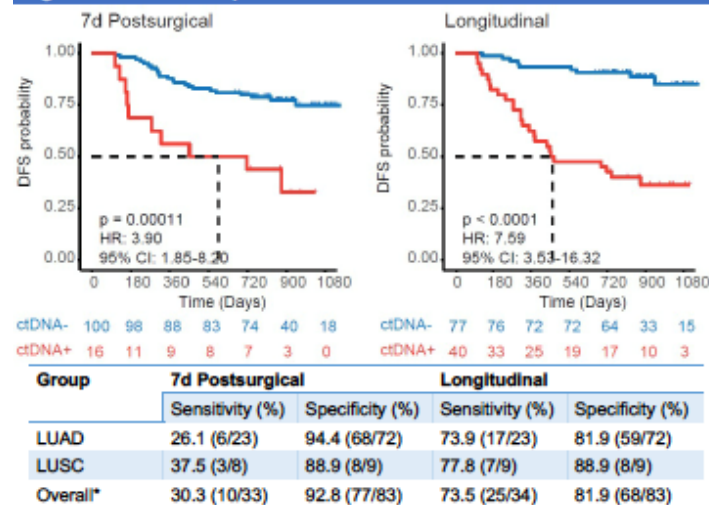 7d Postsurgical
Longitudinal
DFS probability
1.00
0.75
0.50
0.25
0.00
p = 0.00011
HR: 3.90
95% CI: 1.85-8.20
0 180 360 540 720 900 1080
Time (Days)
DFS probability
1.00
0.75
0.50
0.25
0.00
p < 0.0001
HR: 7.59
95% CI: 3.53-16.32
0 180 360 540 720 900 1080
Time (Days)
ctDNA- 100 98 88 83 74 40 18
ctDNA+ 16 11 9 8 7 3 0
ctDNA- 77 76 72 72 64 33 15
ctDNA+ 40 33 25 19 17 10 3
Group 7d Postsurgical Longitudinal
Sensitivity (%) Specificity (%) Sensitivity (%) Specificity (%)
LUAD 26.1 (6/23) 94.4 (68/72) 73.9 (17/23) 81.9 (59/72)
LUSC 37.5 (3/8) 88.9 (8/9) 77.8 (7/9) 88.9 (8/9)
Overall* 30.3 (10/33) 92.8 (77/83) 73.5 (25/34) 81.9 (68/83)